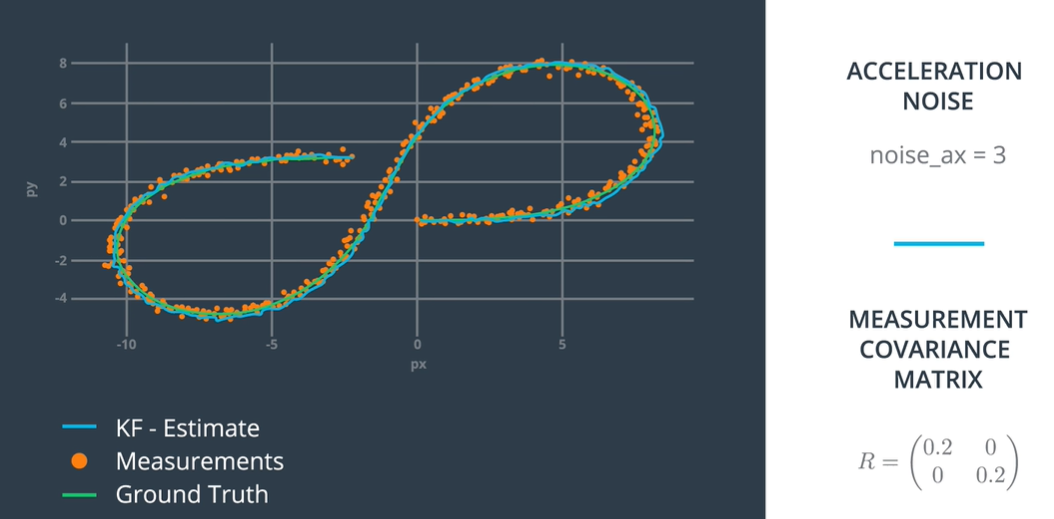 8
6
4
2
0
-2
-4
py
-10
-5
0
5
px
KF - Estimate
Measurements
Ground Truth
ACCELERATION
NOISE
noise_ax = 3
MEASUREMENT
COVARIANCE
MATRIX
R = (0.2 0
0 0.2)